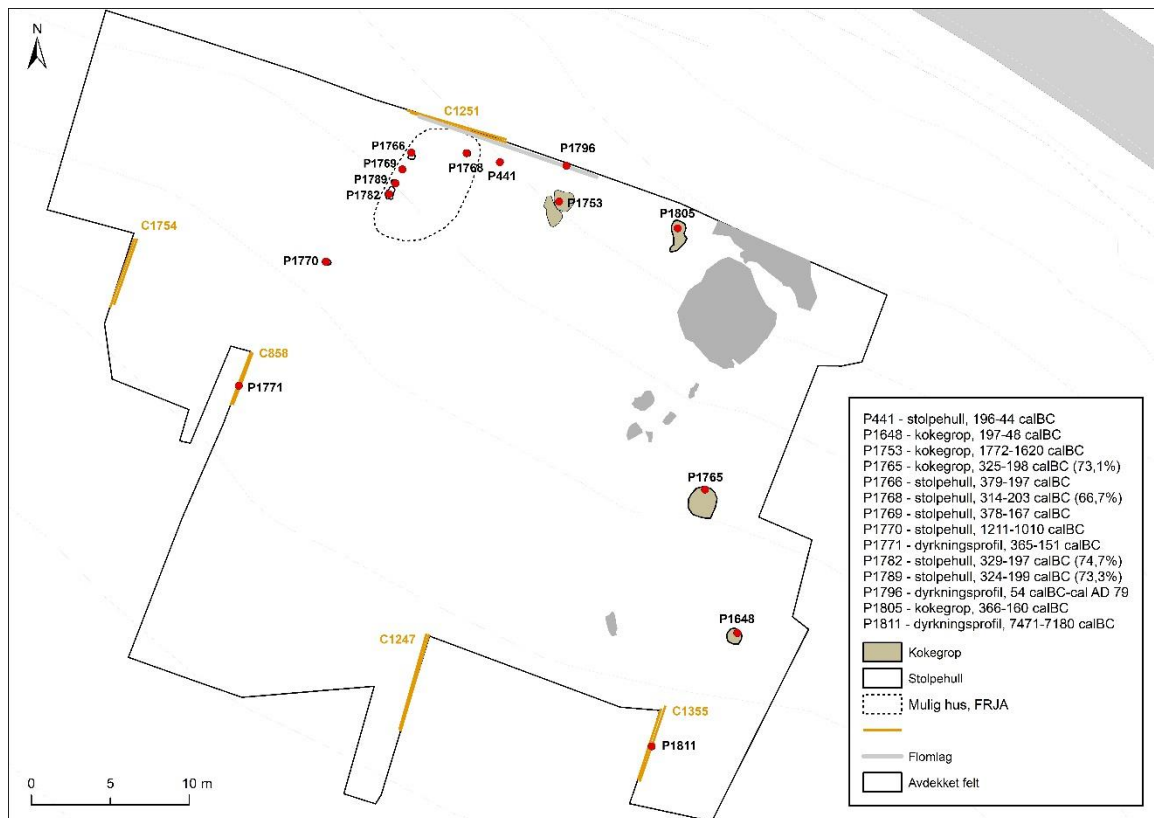 N
C1251
P1766
P1796
P1769
P1768
P441
P1789
P1782
P1753
P1805
C1754
P1770
C858
P1771
P1765
P1648
C1247
C1355
P1811
0 5 10 m
P441 - stolpehull, 196-44 calBC
P1648 - kokegrop, 197-48 calBC
P1753 - kokegrop, 1772-1620 calBC
P1765 - kokegrop, 325-198 calBC (73,1%)
P1766 - stolpehull, 379-197 calBC
P1768 - stolpehull, 314-203 calBC (66,7%)
P1769 - stolpehull, 378-167 calBC
P1770 - stolpehull, 1211-1010 calBC
P1771 - dyrkningsprofil, 365-151 calBC
P1782 - stolpehull, 329-197 calBC (74,7%)
P1789 - stolpehull, 324-199 calBC (73,3%)
P1796 - dyrkningsprofil, 54 calBC-cal AD 79
P1805 - kokegrop, 366-160 calBC
P1811 - dyrkningsprofil, 7471-7180 calBC
Kokegrop
Stolpehull
Mulig hus, FRJA
Flomlag
Avdekket felt